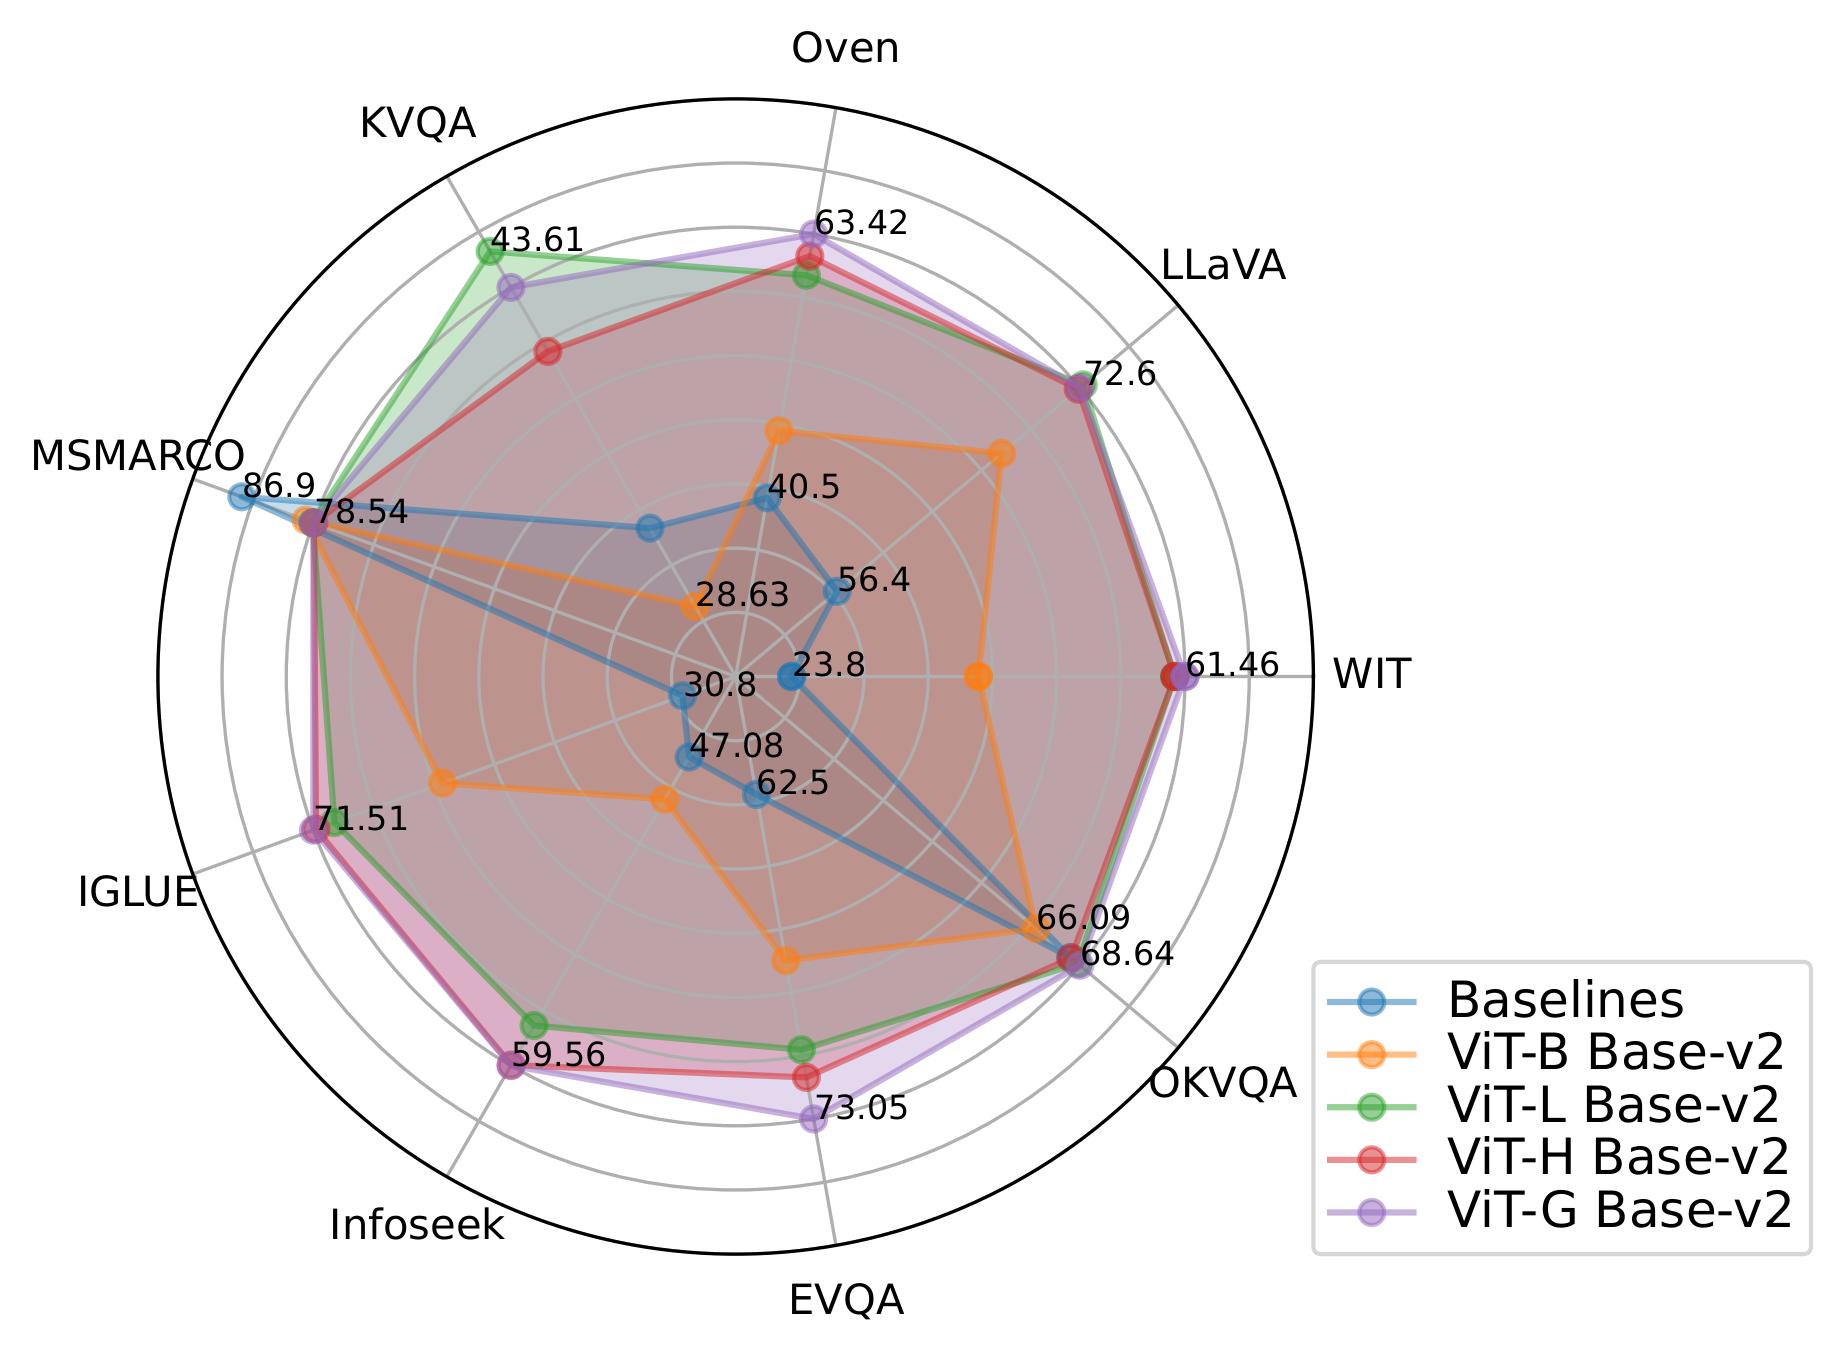 Oven
KVQA
63.42
43.61
LLaVA
72.6
MSMARCO
86.9
40.5
78.54
56.4
28.63
23.8
61.46
WIT
30.8
47.08
62.5
71.51
IGLUE
66.09
68.64
59.56
73.05
OKVQA
Infoseek
EVQA
Baselines
ViT-B Base-v2
ViT-L Base-v2
ViT-H Base-v2
ViT-G Base-v2